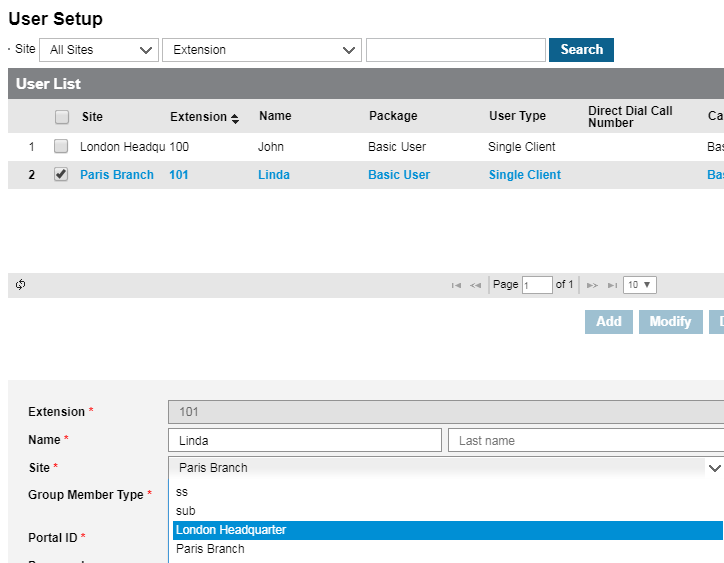 User Setup
Site All Sites Extension Search
User List
Site Extension Name Package User Type Direct Dial Call Number Ca
1 London Headqu 100 John Basic User Single Client Bas
2 Paris Branch 101 Linda Basic User Single Client Bas
Page 1 of 1 10
Add Modify D
Extension * 101
Name * Linda Last name
Site * Paris Branch
Group Member Type * ss
sub
London Headquarter
Portal ID * Paris Branch